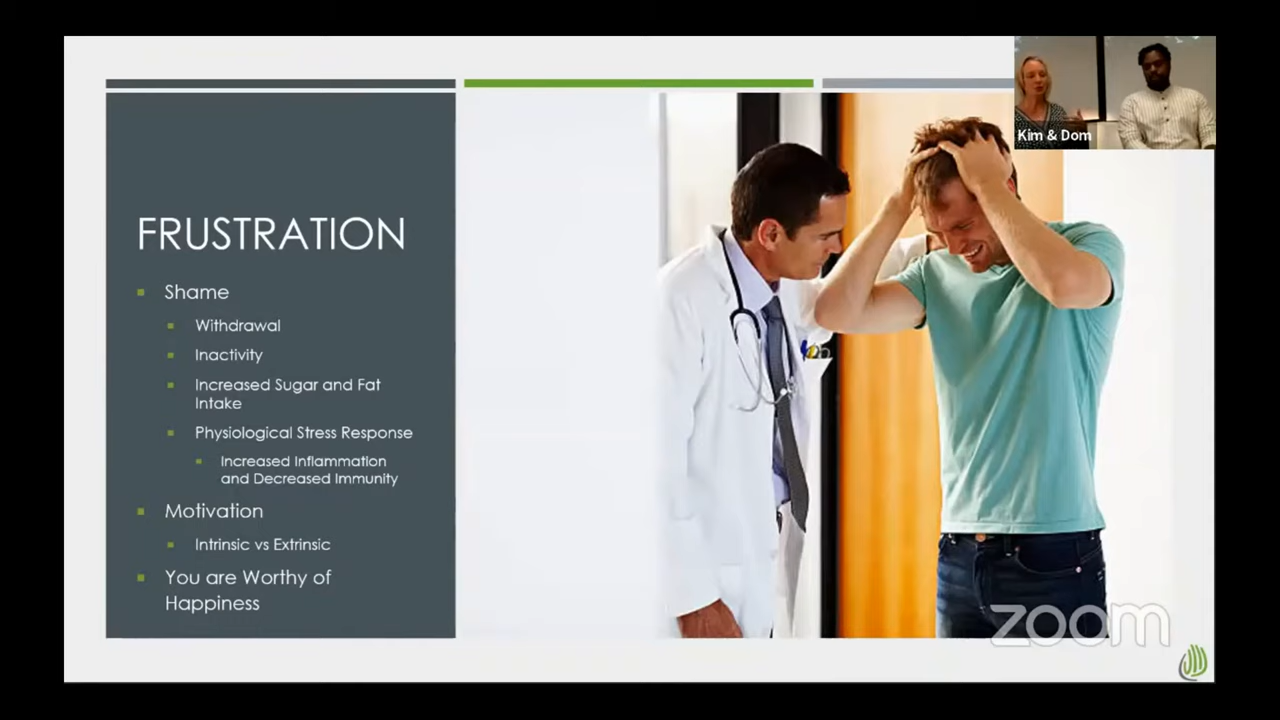 FRUSTRATION
Shame
Withdrawal
Inactivity
Increased Sugar and Fat
Intake
Physiological Stress Response
Increased Inflammation
and Decreased Immunity
Motivation
Intrinsic vs Extrinsic
You are Worthy of
Happiness
Kim & Dom
zoom